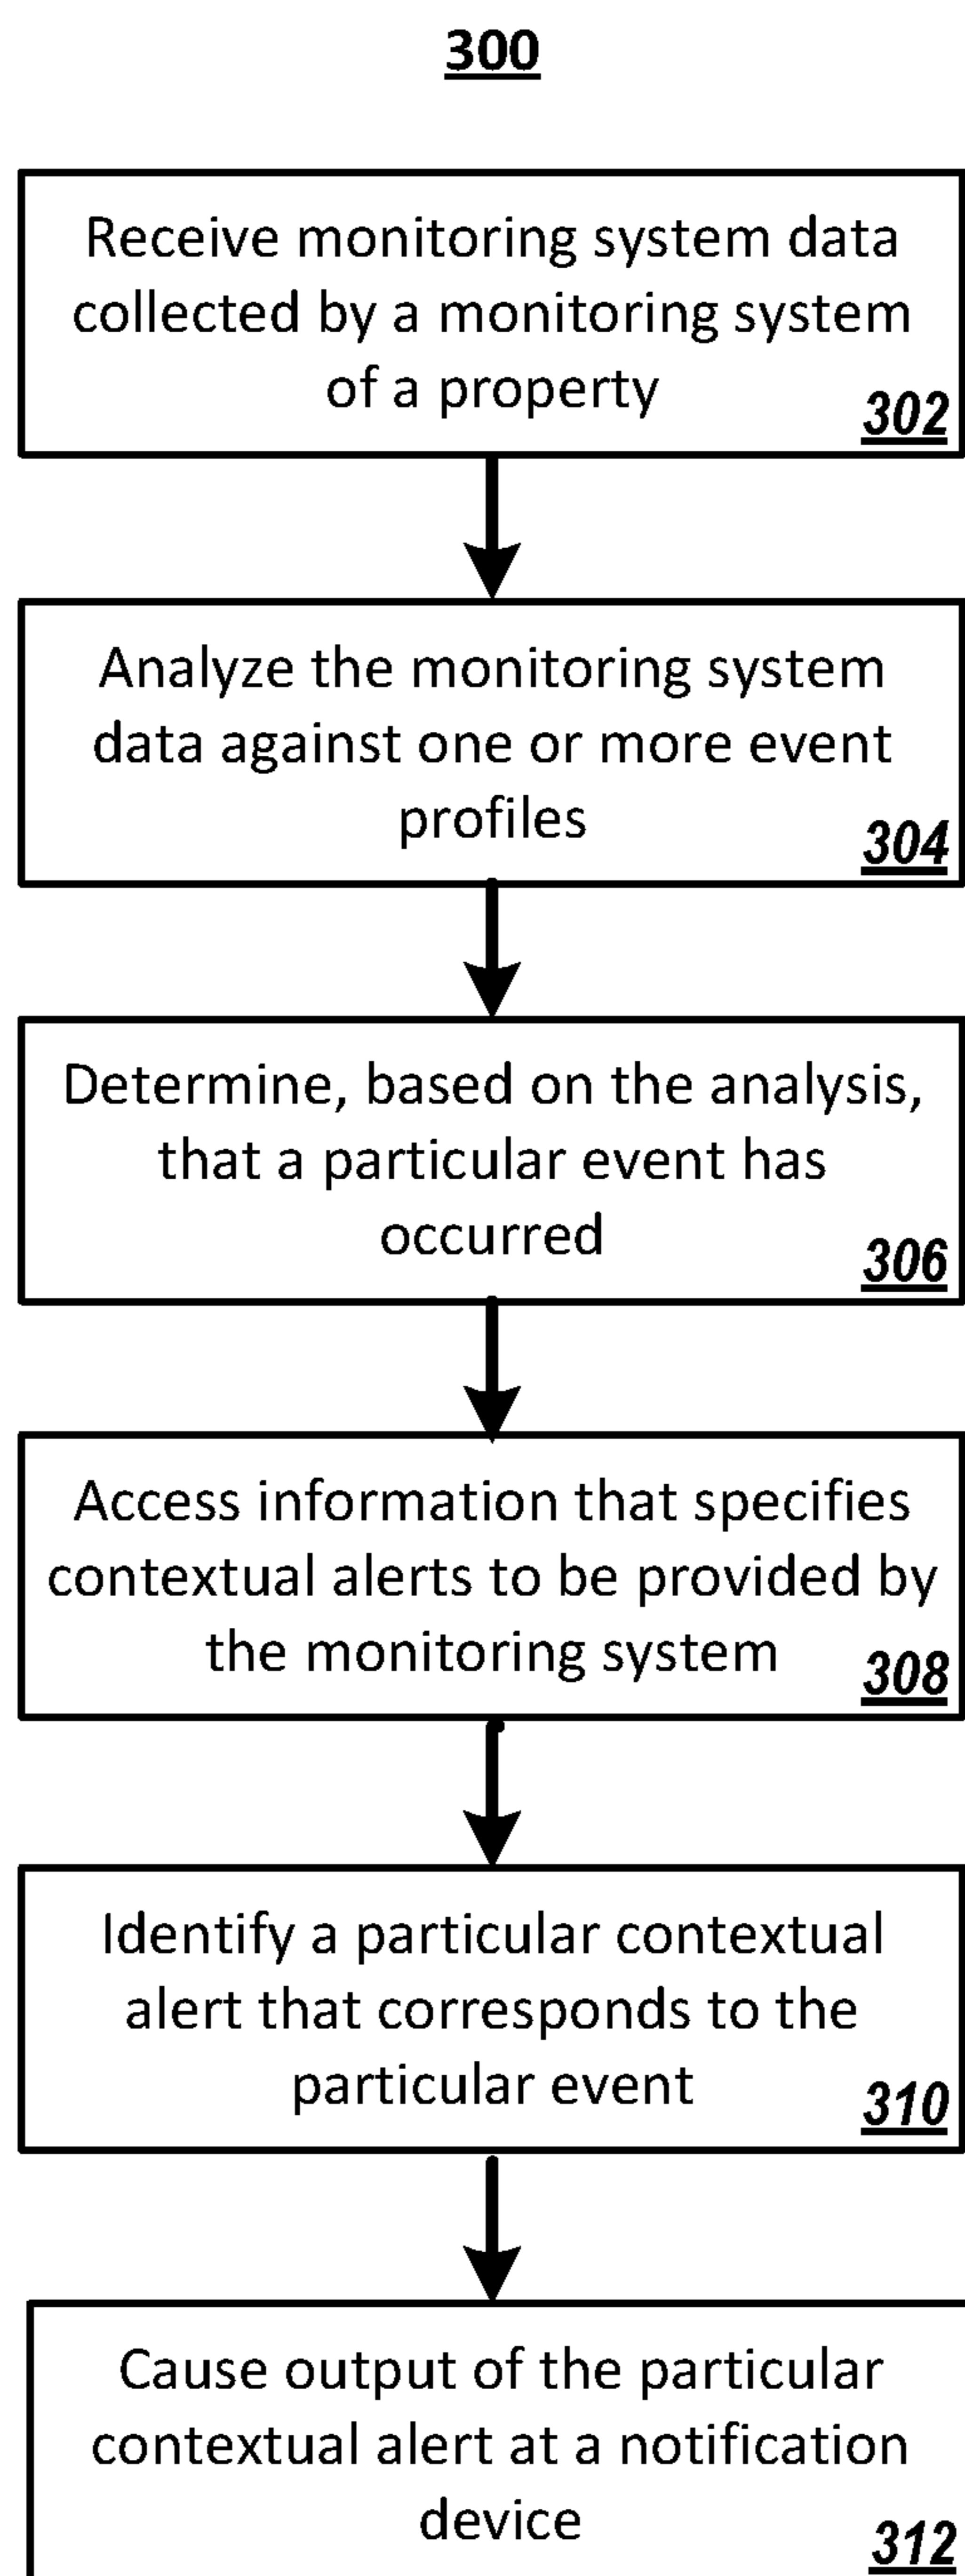 300
Receive monitoring system data
collected by a monitoring system
of a property
302
Analyze the monitoring system
data against one or more event
profiles
304
Determine, based on the analysis,
that a particular event has
occurred
306
Access information that specifies
contextual alerts to be provided by
the monitoring system
308
Identify a particular contextual
alert that corresponds to the
particular event
310
Cause output of the particular
contextual alert at a notification
device
312